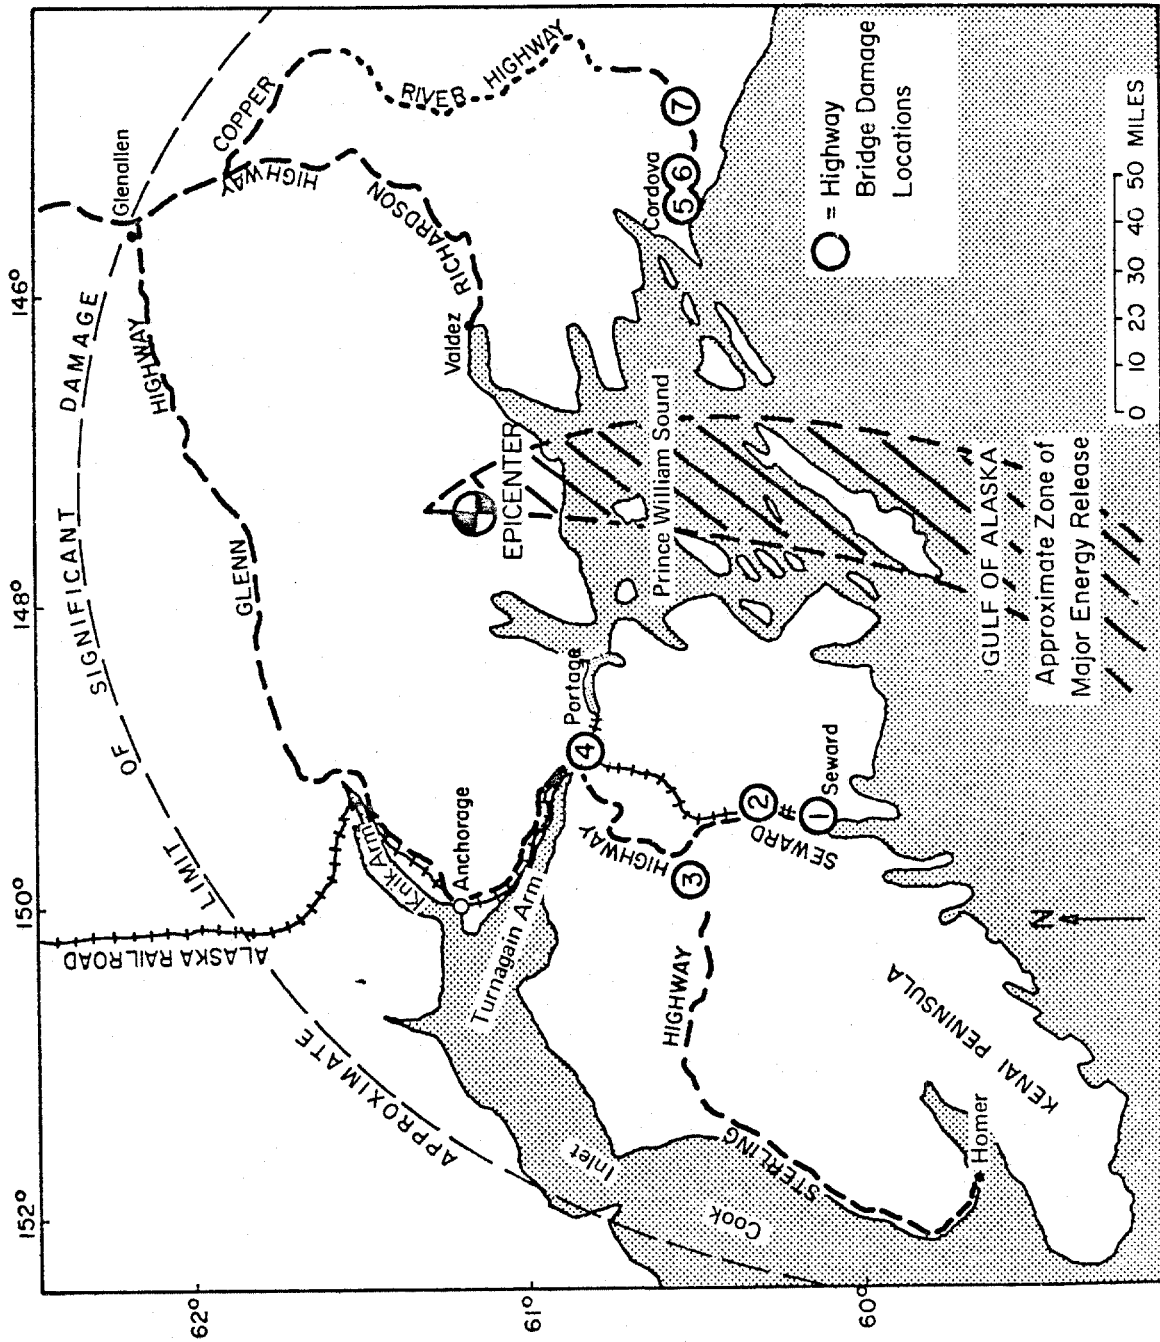 152°
150°
148°
146°
62°
61°
60°
APPROXIMATE LIMIT OF SIGNIFICANT DAMAGE
ALASKA RAILROAD
GLENN HIGHWAY
Glenallen
COPPER RIVER HIGHWAY
RICHARDSON HIGHWAY
Knik Arm
Anchorage
Turnagain Arm
Valdez
EPICENTER
Cook Inlet
Portage
Prince William Sound
Cordova
4
3
2
1
5
6
7
HIGHWAY
SEWARD
Seward
STERLING HIGHWAY
Homer
KENAI PENINSULA
N
GULF OF ALASKA
Approximate Zone of
Major Energy Release
= Highway
Bridge Damage
Locations
0 10 20 30 40 50 MILES